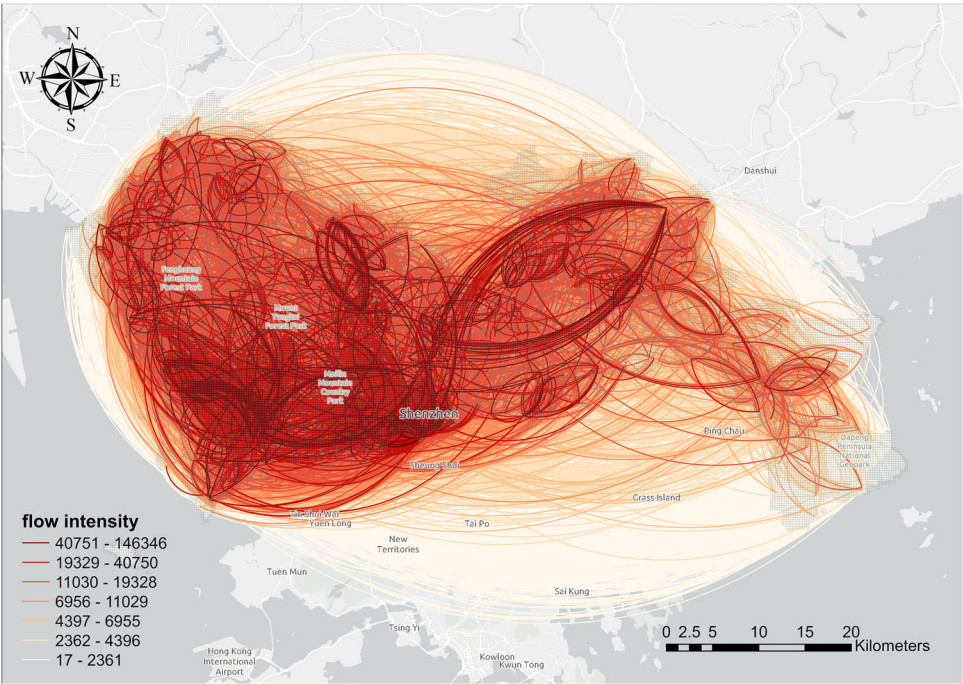 N
W E
S
Danshui
Fenghuang
Mountain
Forest Park
Mount
Yangtai
Forest Park
Meilin
Mountain
Country
Park
Shenzhen
Ping Chau
Dapeng
Peninsula
National
Geopark
Sheung Shui
Grass Island
Tin Shui Wai
Yuen Long
Tai Po
New
Territories
Tuen Mun
Sai Kung
Tsing Yi
Hong Kong
International
Airport
Kowloon
Kwun Tong
flow intensity
40751 - 146346
19329 - 40750
11030 - 19328
6956 - 11029
4397 - 6955
2362 - 4396
17 - 2361
0 2.5 5 10 15 20
Kilometers